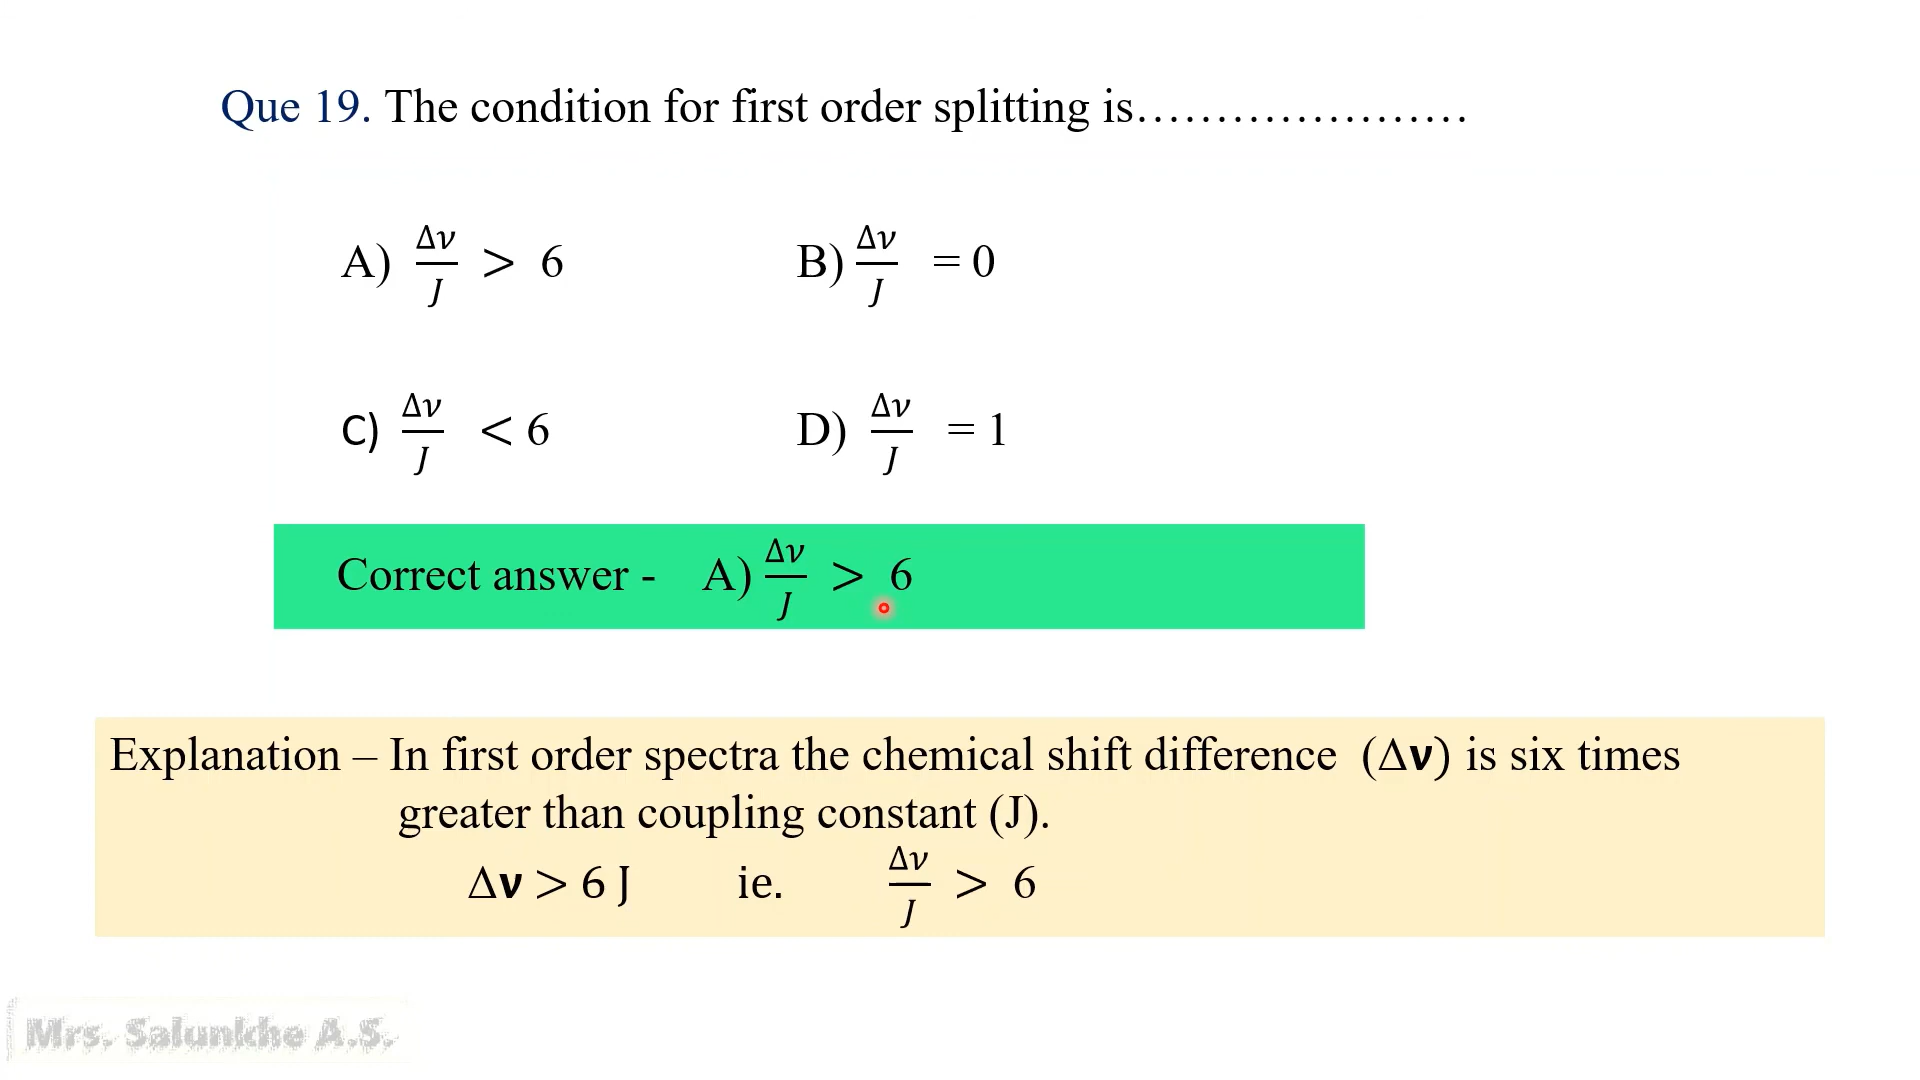 Que 19. The condition for first order splitting is…………………
A) Δν/J > 6 B) Δν/J = 0
C) Δν/J < 6 D) Δν/J = 1
Correct answer - A) Δν/J > 6
Explanation – In first order spectra the chemical shift difference (Δν) is six times
greater than coupling constant (J).
Δν > 6 J ie. Δν/J > 6
Mrs. Salunkhe A.S.